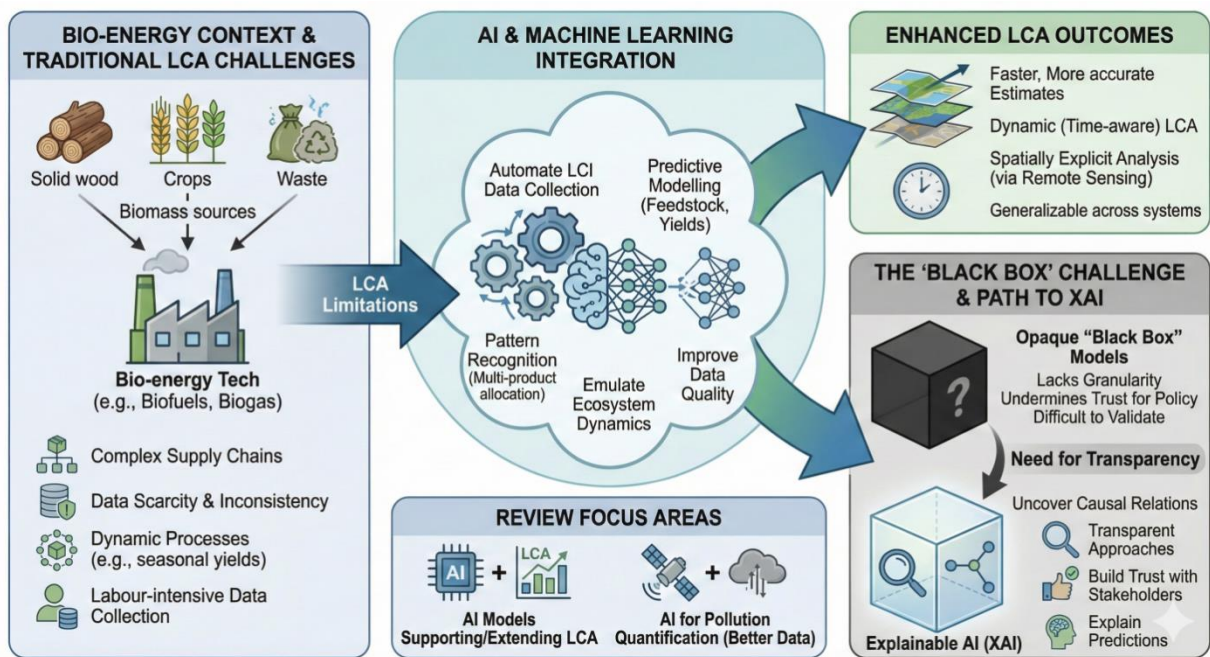 BIO-ENERGY CONTEXT &
TRADITIONAL LCA CHALLENGES
Solid wood
Crops
Waste
Biomass sources
Bio-energy Tech
(e.g., Biofuels, Biogas)
Complex Supply Chains
Data Scarcity & Inconsistency
Dynamic Processes
(e.g., seasonal yields)
Labour-intensive Data
Collection
LCA
Limitations
AI & MACHINE LEARNING
INTEGRATION
Automate LCI
Data Collection
Predictive
Modelling
(Feedstock,
Yields)
Pattern
Recognition
(Multi-product
allocation)
Emulate
Ecosystem
Dynamics
Improve
Data
Quality
REVIEW FOCUS AREAS
AI
LCA
AI Models
Supporting/Extending LCA
AI for Pollution
Quantification (Better Data)
ENHANCED LCA OUTCOMES
Faster, More accurate
Estimates
Dynamic (Time-aware) LCA
Spatially Explicit Analysis
(via Remote Sensing)
Generalizable across systems
THE ‘BLACK BOX’ CHALLENGE
& PATH TO XAI
?
Opaque “Black Box”
Models
Lacks Granularity
Undermines Trust for Policy
Difficult to Validate
Need for Transparency
Uncover Causal Relations
Transparent
Approaches
Build Trust with
Stakeholders
Explain
Predictions
Explainable AI (XAI)